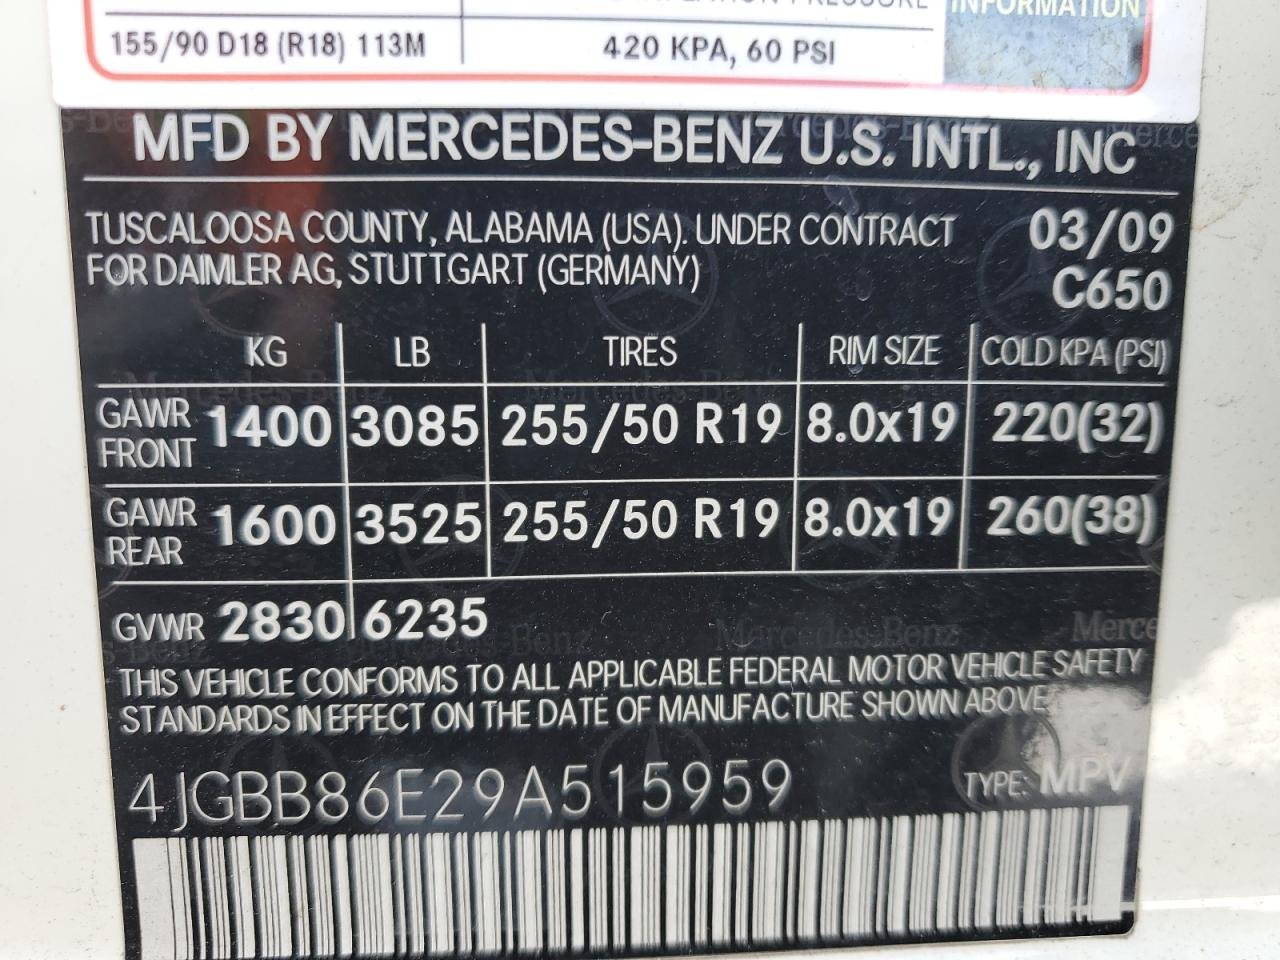 INFLATION PRESSURE
INFORMATION
155/90 D18 (R18) 113M 420 KPA, 60 PSI
MFD BY MERCEDES-BENZ U.S. INTL., INC
TUSCALOOSA COUNTY, ALABAMA (USA). UNDER CONTRACT 03/09
FOR DAIMLER AG, STUTTGART (GERMANY) C650
KG LB TIRES RIM SIZE COLD KPA (PSI)
GAWR FRONT 1400 3085 255/50 R19 8.0x19 220(32)
GAWR REAR 1600 3525 255/50 R19 8.0x19 260(38)
GVWR 2830 6235
THIS VEHICLE CONFORMS TO ALL APPLICABLE FEDERAL MOTOR VEHICLE SAFETY
STANDARDS IN EFFECT ON THE DATE OF MANUFACTURE SHOWN ABOVE.
4JGBB86E29A515959 TYPE: MPV